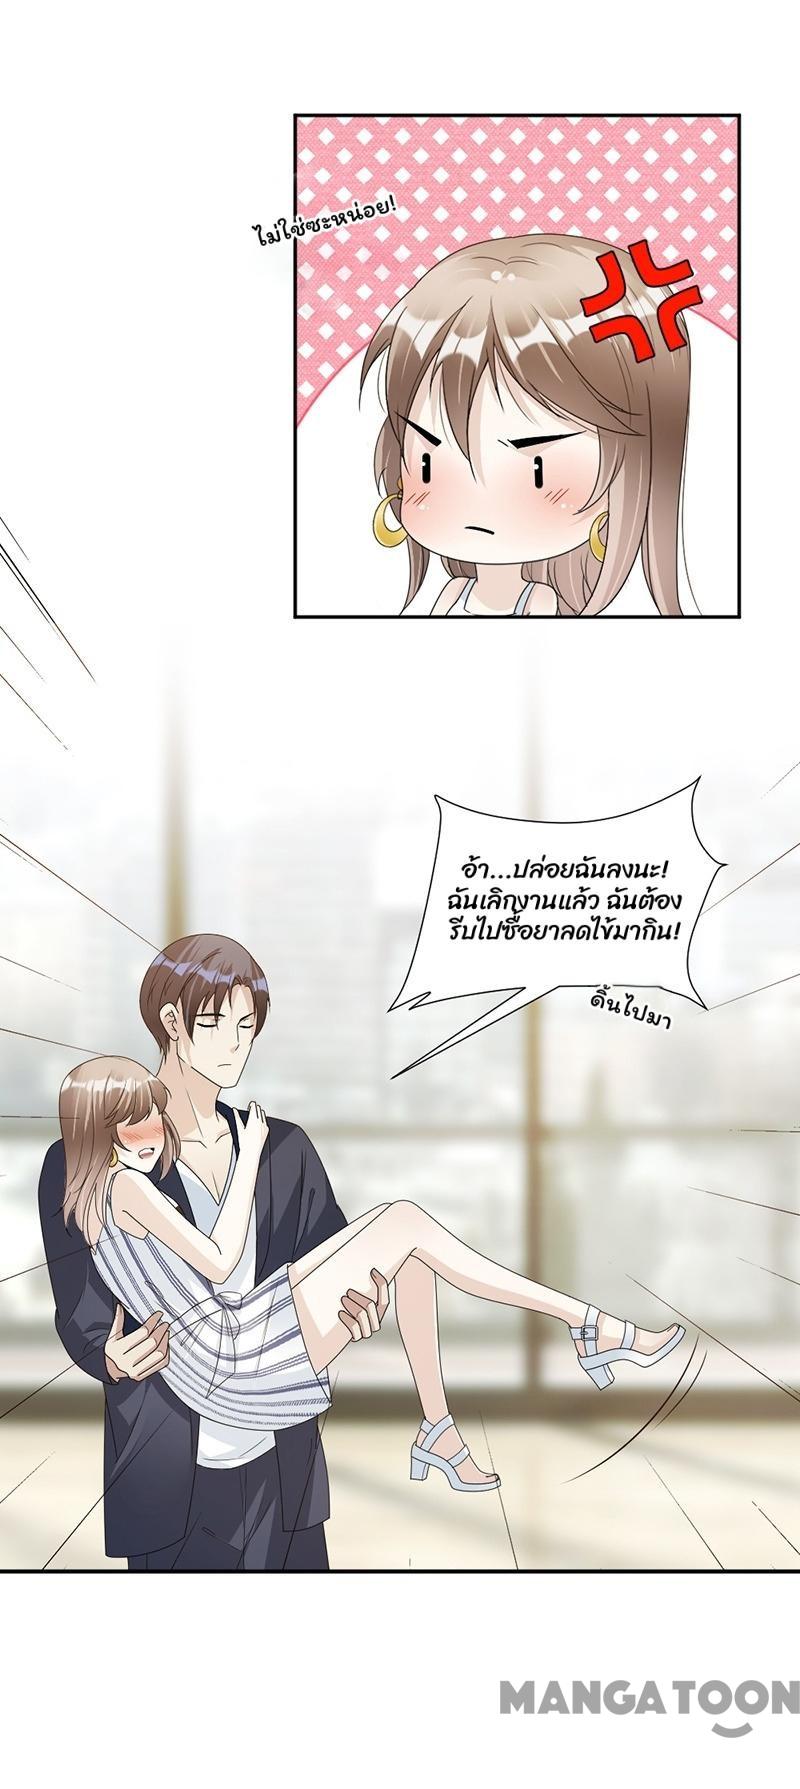 ไม่ใช่ซะหน่อย!
อ้า...ปล่อยฉันลงนะ!
ฉันเลิกงานแล้ว ฉันต้อง
รีบไปซื้อยาลดไข้มากิน!
ดิ้นไปมา
MANGATOON